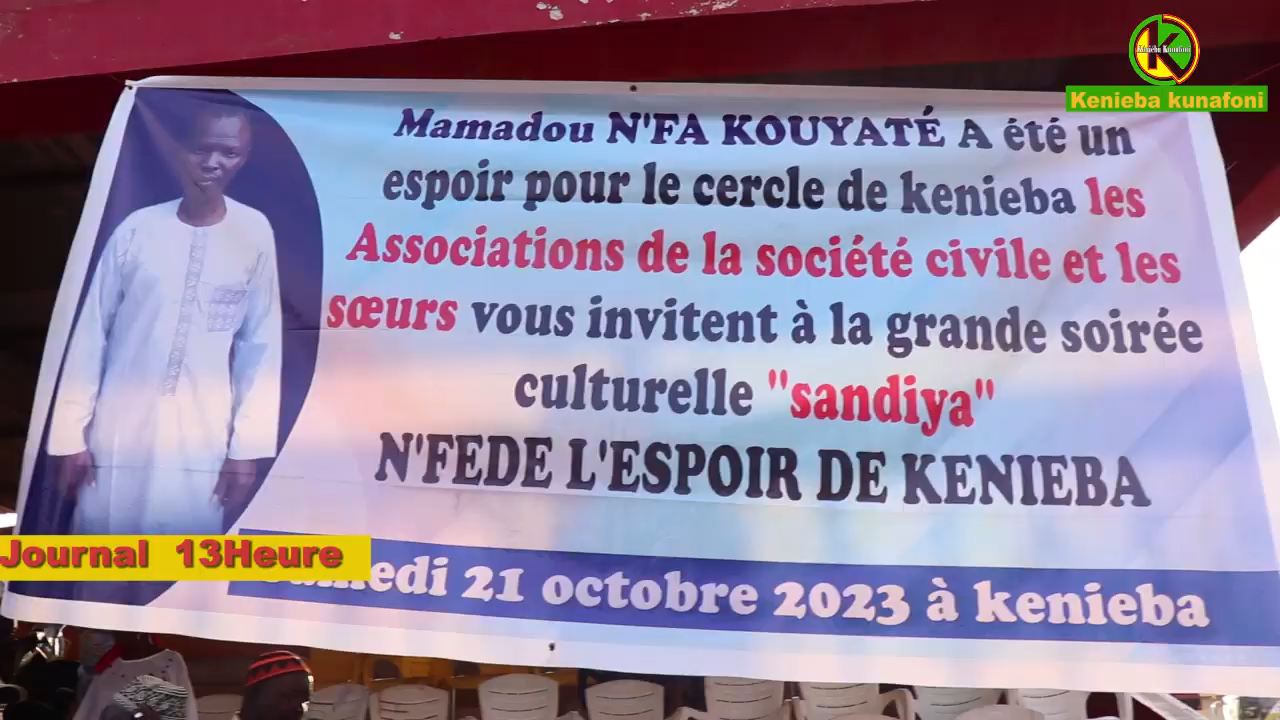 Kenieba kunafoni
Mamadou N'FA KOUYATÉ A été un
espoir pour le cercle de kenieba les
Associations de la société civile et les
sœurs vous invitent à la grande soirée
culturelle "sandiya"
N'FEDE L'ESPOIR DE KENIEBA
Journal 13Heure
samedi 21 octobre 2023 à kenieba